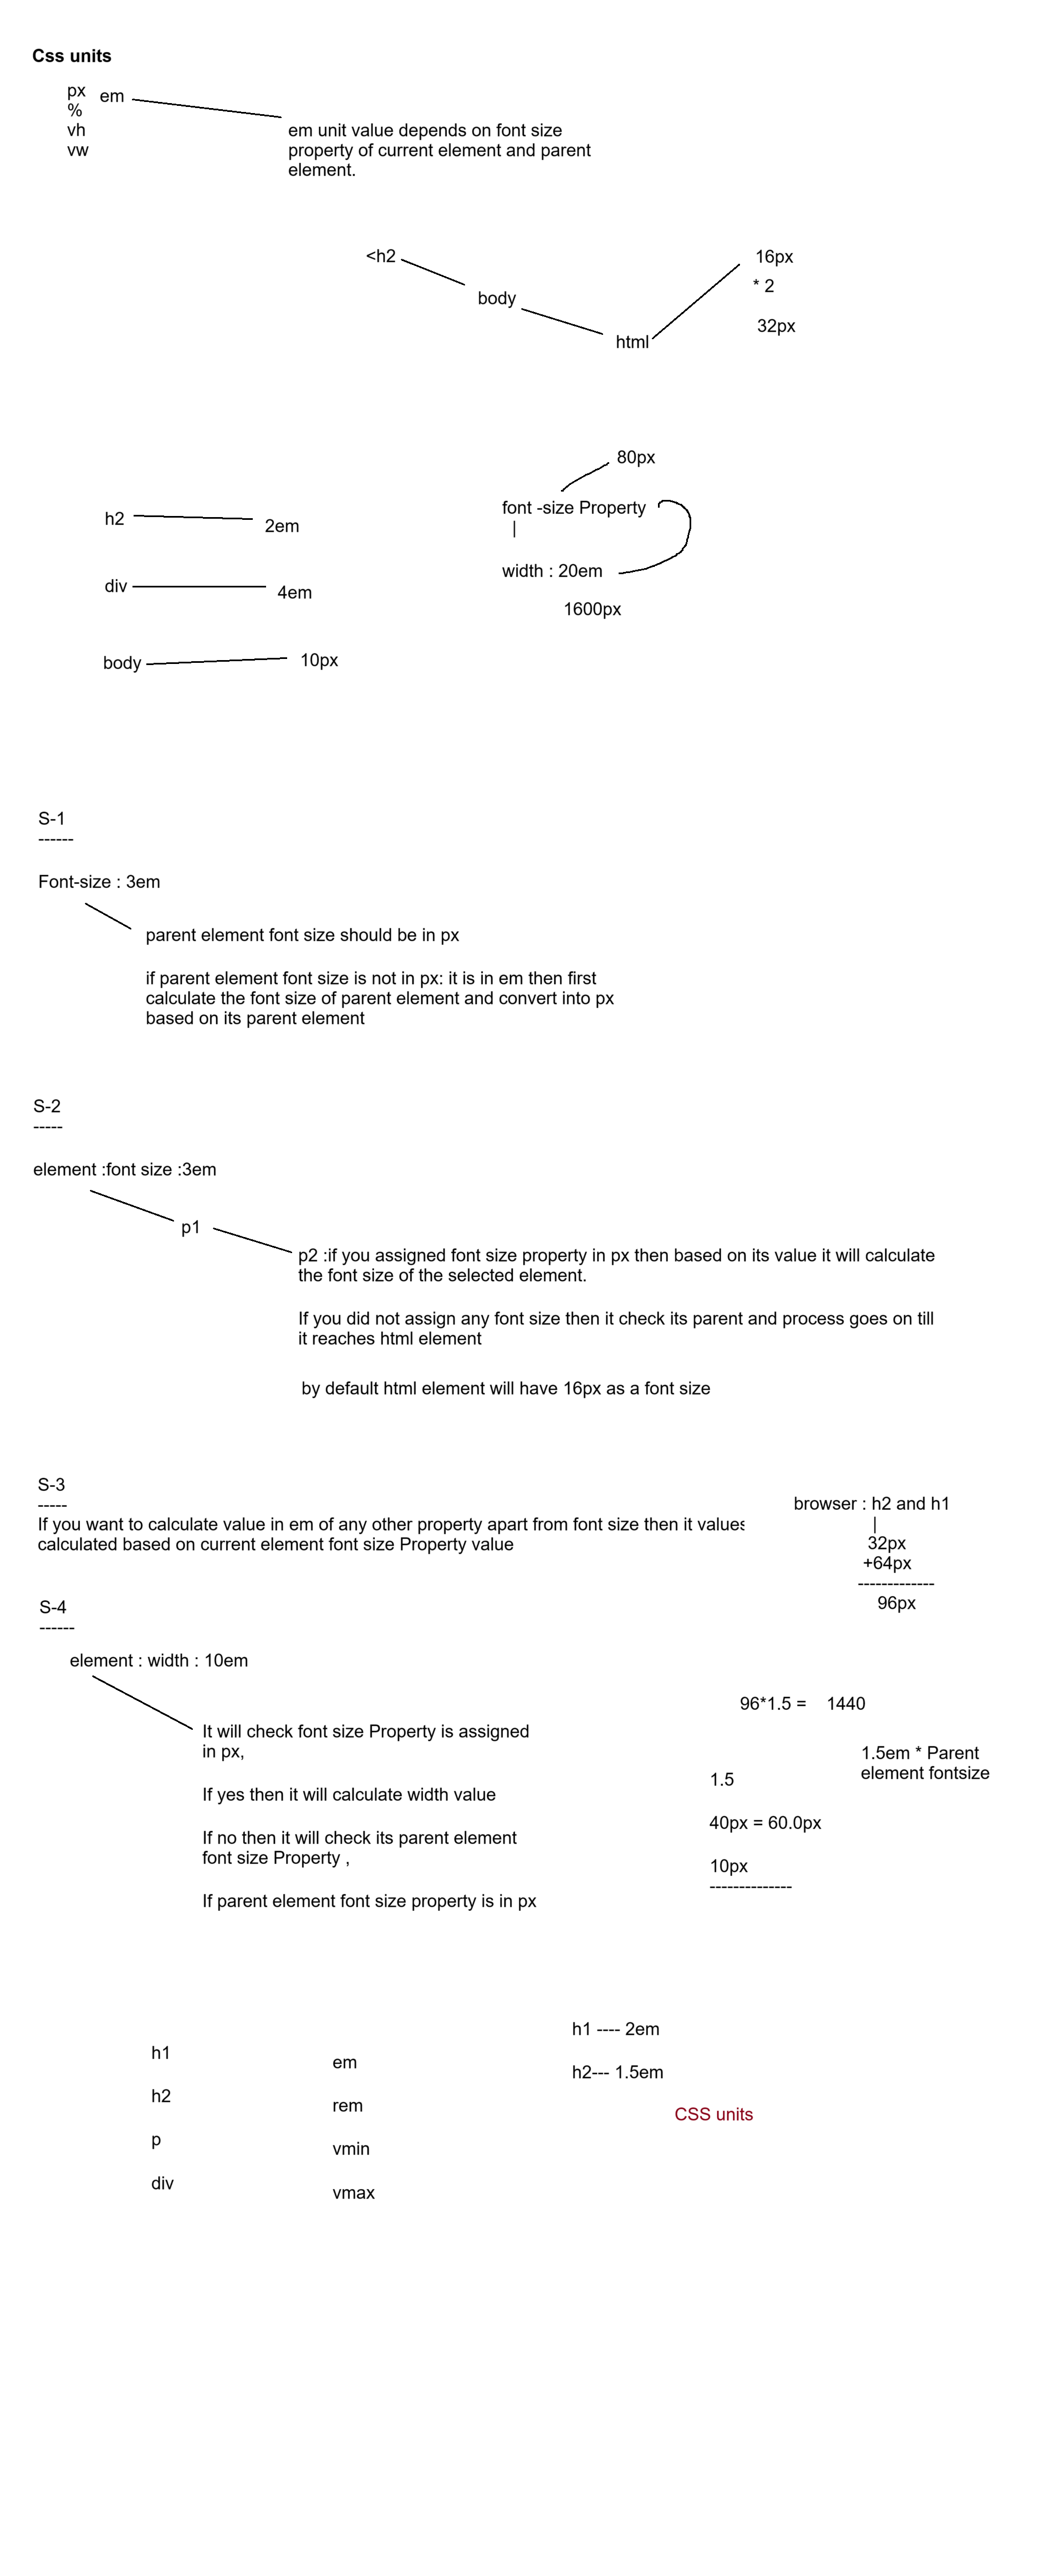 Css units
px
em
%
vh
vw
em unit value depends on font size
property of current element and parent
element.
<h2
body
html
16px
* 2
32px
80px
font -size Property
|
width : 20em
1600px
h2
2em
div
4em
body
10px
S-1
------
Font-size : 3em
parent element font size should be in px
if parent element font size is not in px: it is in em then first
calculate the font size of parent element and convert into px
based on its parent element
S-2
-----
element :font size :3em
p1
p2 :if you assigned font size property in px then based on its value it will calculate
the font size of the selected element.
If you did not assign any font size then it check its parent and process goes on till
it reaches html element
by default html element will have 16px as a font size
S-3
-----
If you want to calculate value in em of any other property apart from font size then it values
calculated based on current element font size Property value
browser : h2 and h1
|
32px
+64px
-------------
96px
S-4
------
element : width : 10em
It will check font size Property is assigned
in px,
If yes then it will calculate width value
If no then it will check its parent element
font size Property ,
If parent element font size property is in px
96*1.5 = 1440
1.5em * Parent
element fontsize
1.5
40px = 60.0px
10px
--------------
h1
h2
p
div
em
rem
vmin
vmax
h1 ---- 2em
h2--- 1.5em
CSS units